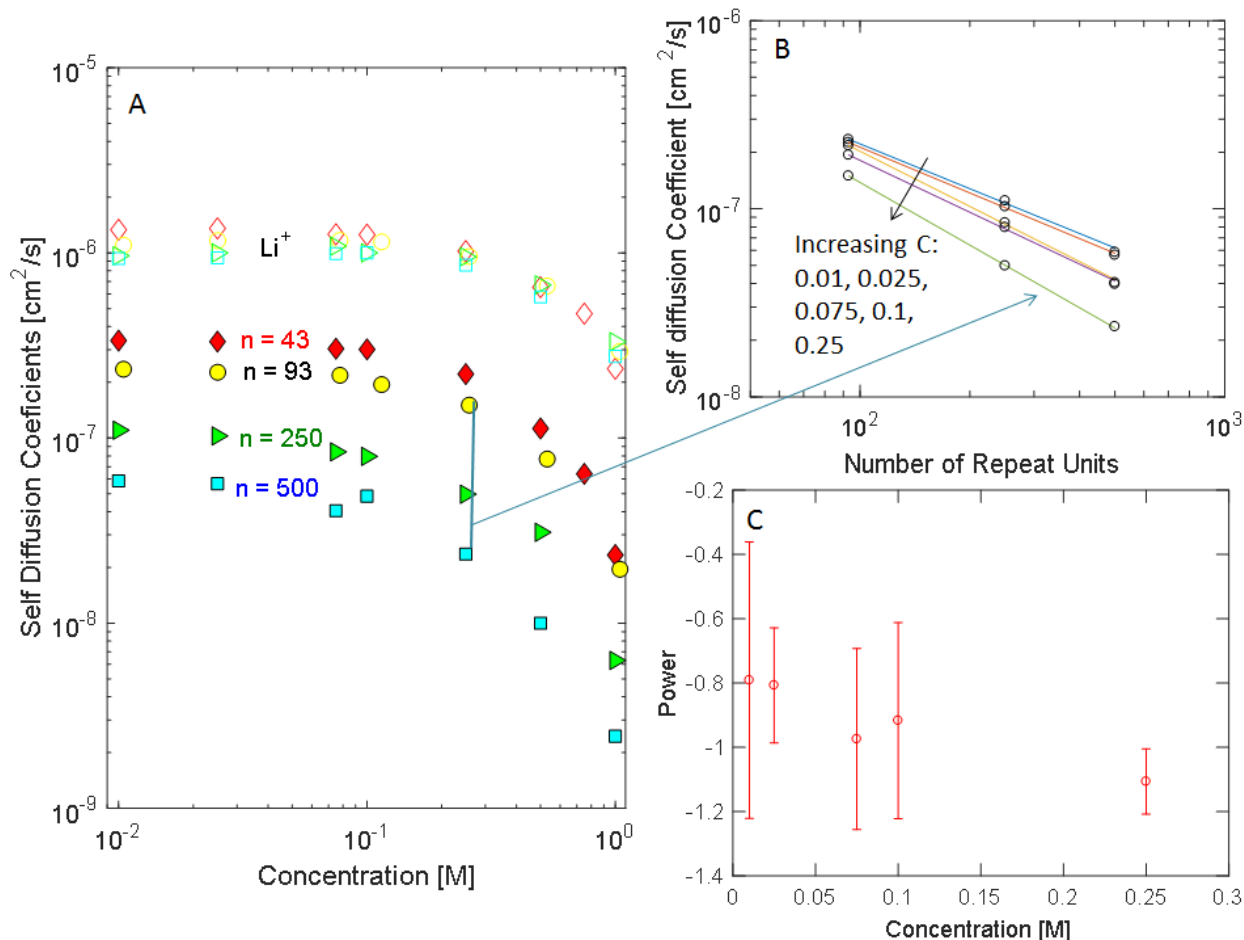 A
Self Diffusion Coeficients [cm²/s]
10⁻⁵
10⁻⁶
10⁻⁷
10⁻⁸
10⁻⁹
Li⁺
n = 43
n = 93
n = 250
n = 500
10⁻² 10⁻¹ 10⁰
Concentration [M]
B
Self diffusion Coefficient [cm²/s]
10⁻⁶
10⁻⁷
10⁻⁸
Increasing C:
0.01, 0.025,
0.075, 0.1,
0.25
10² 10³
Number of Repeat Units
C
Power
-0.2
-0.4
-0.6
-0.8
-1
-1.2
-1.4
0 0.05 0.1 0.15 0.2 0.25 0.3
Concentration [M]